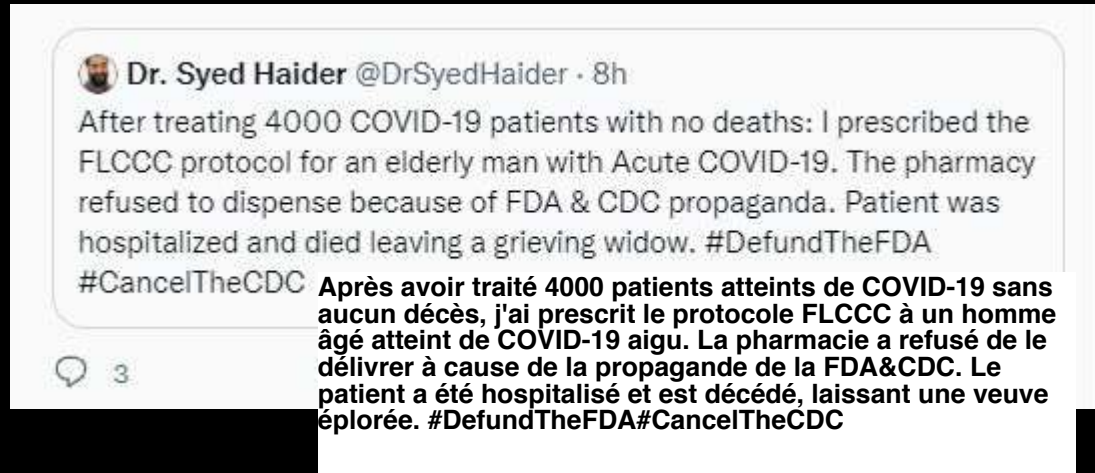 Dr. Syed Haider @DrSyedHaider · 8h
After treating 4000 COVID-19 patients with no deaths: I prescribed the
FLCCC protocol for an elderly man with Acute COVID-19. The pharmacy
refused to dispense because of FDA & CDC propaganda. Patient was
hospitalized and died leaving a grieving widow. #DefundTheFDA
#CancelTheCDC
Après avoir traité 4000 patients atteints de COVID-19 sans
aucun décès, j'ai prescrit le protocole FLCCC à un homme
âgé atteint de COVID-19 aigu. La pharmacie a refusé de le
délivrer à cause de la propagande de la FDA&CDC. Le
patient a été hospitalisé et est décédé, laissant une veuve
éplorée. #DefundTheFDA#CancelTheCDC
3